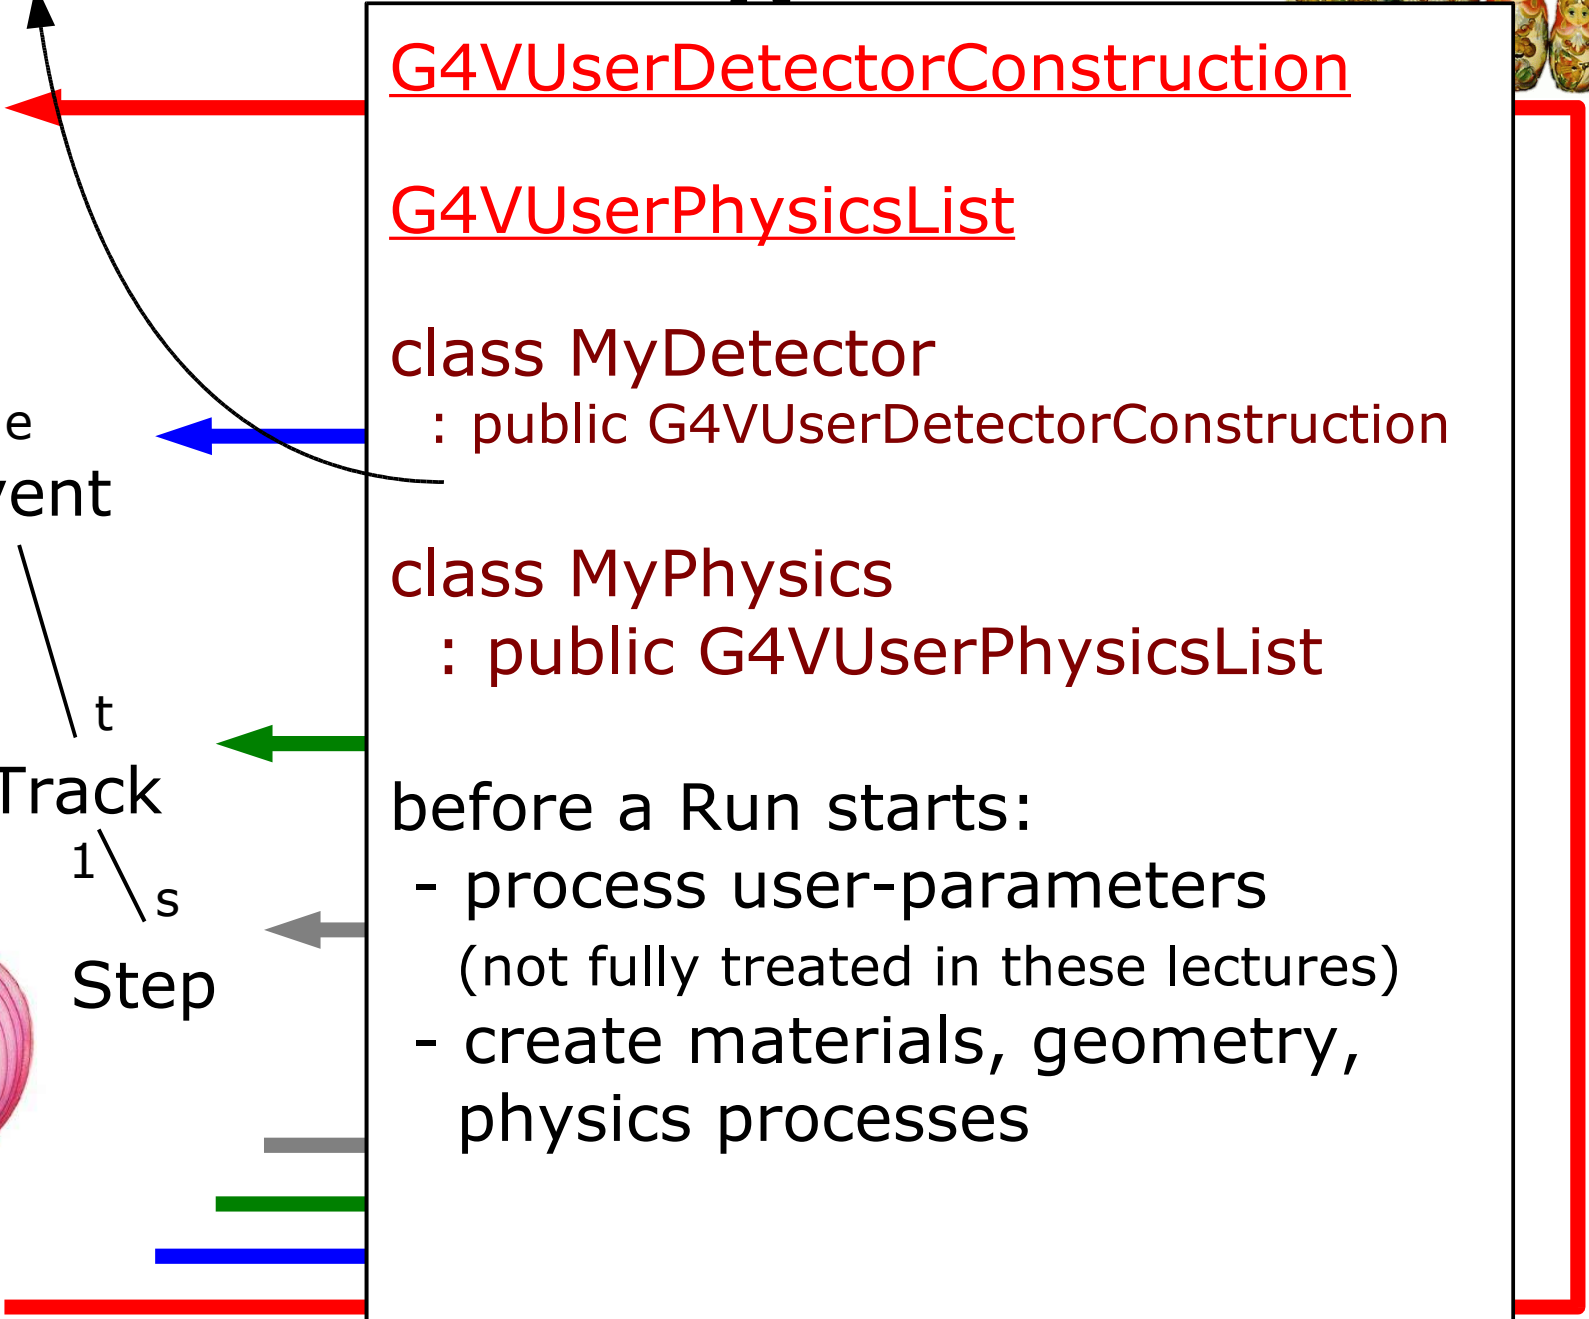 G4VUserDetectorConstruction
G4VUserPhysicsList
class MyDetector
: public G4VUserDetectorConstruction
class MyPhysics
: public G4VUserPhysicsList
before a Run starts:
- process user-parameters
(not fully treated in these lectures)
- create materials, geometry,
physics processes
e
vent
t
Track
1
s
Step